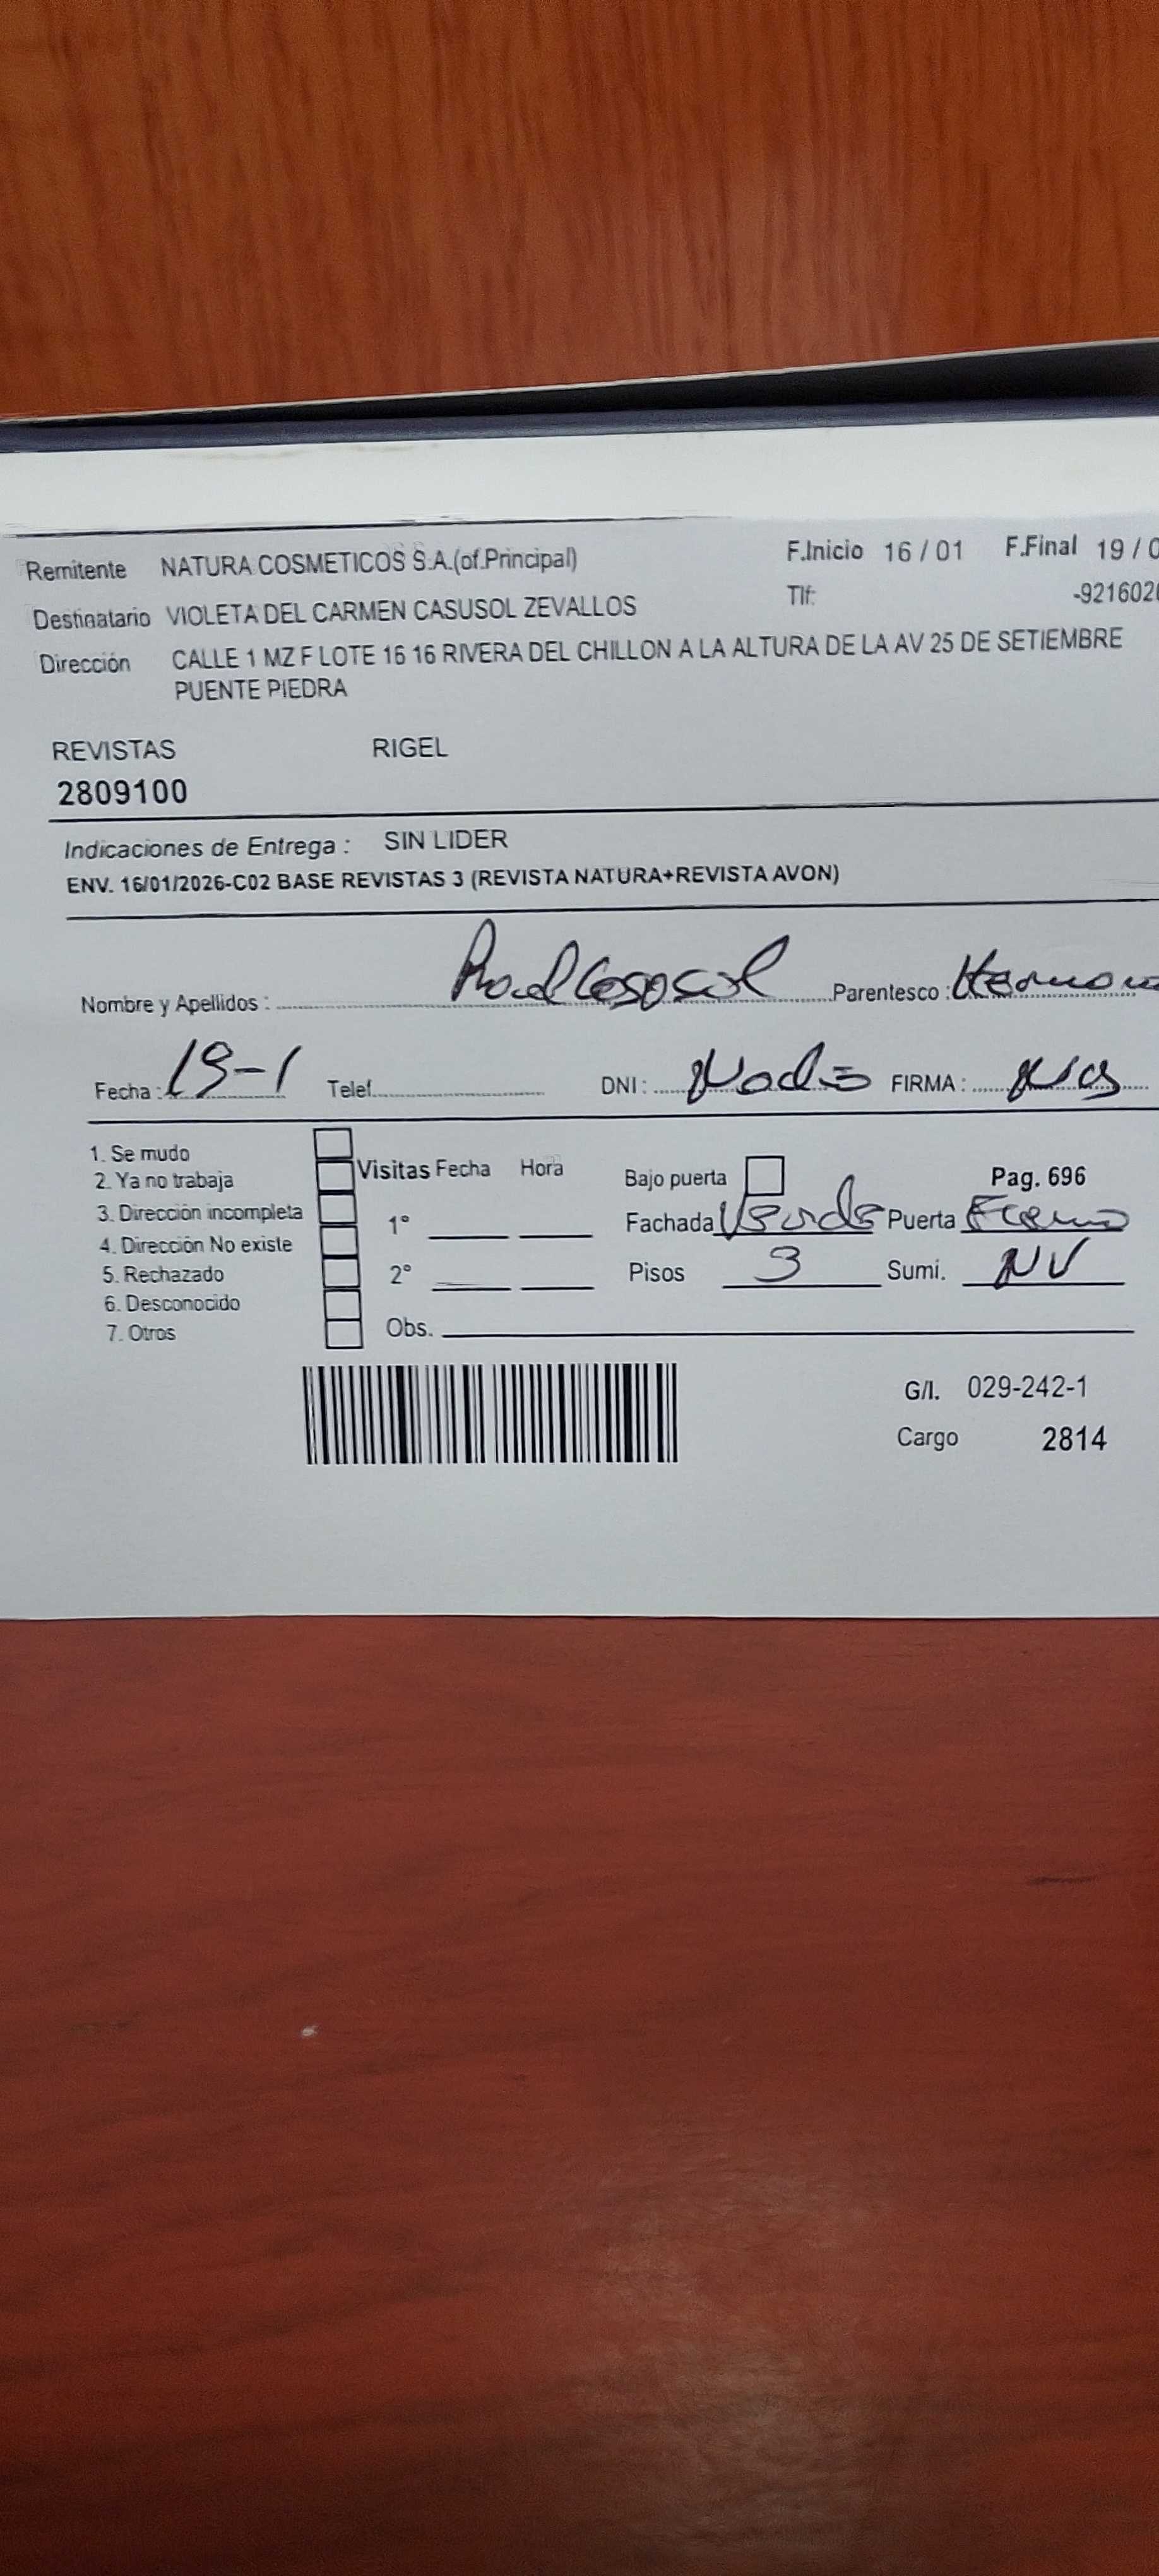 Remitente NATURA COSMETICOS S.A.(of.Principal) F.Inicio 16 / 01 F.Final 19 / 0
Destinatario VIOLETA DEL CARMEN CASUSOL ZEVALLOS Tlf: -9216020
Dirección CALLE 1 MZ F LOTE 16 16 RIVERA DEL CHILLON A LA ALTURA DE LA AV 25 DE SETIEMBRE
PUENTE PIEDRA
REVISTAS RIGEL
2809100
Indicaciones de Entrega : SIN LIDER
ENV. 16/01/2026-C02 BASE REVISTAS 3 (REVISTA NATURA+REVISTA AVON)
Nombre y Apellidos : Parentesco :
Fecha : 19-1 Telef. DNI : FIRMA :
1. Se mudo
2. Ya no trabaja Visitas Fecha Hora Bajo puerta Pag. 696
3. Dirección incompleta 1° Fachada Verde Puerta
4. Dirección No existe
5. Rechazado 2° Pisos 3 Sumi. NV
6. Desconocido
7. Otros Obs.
G/I. 029-242-1
Cargo 2814